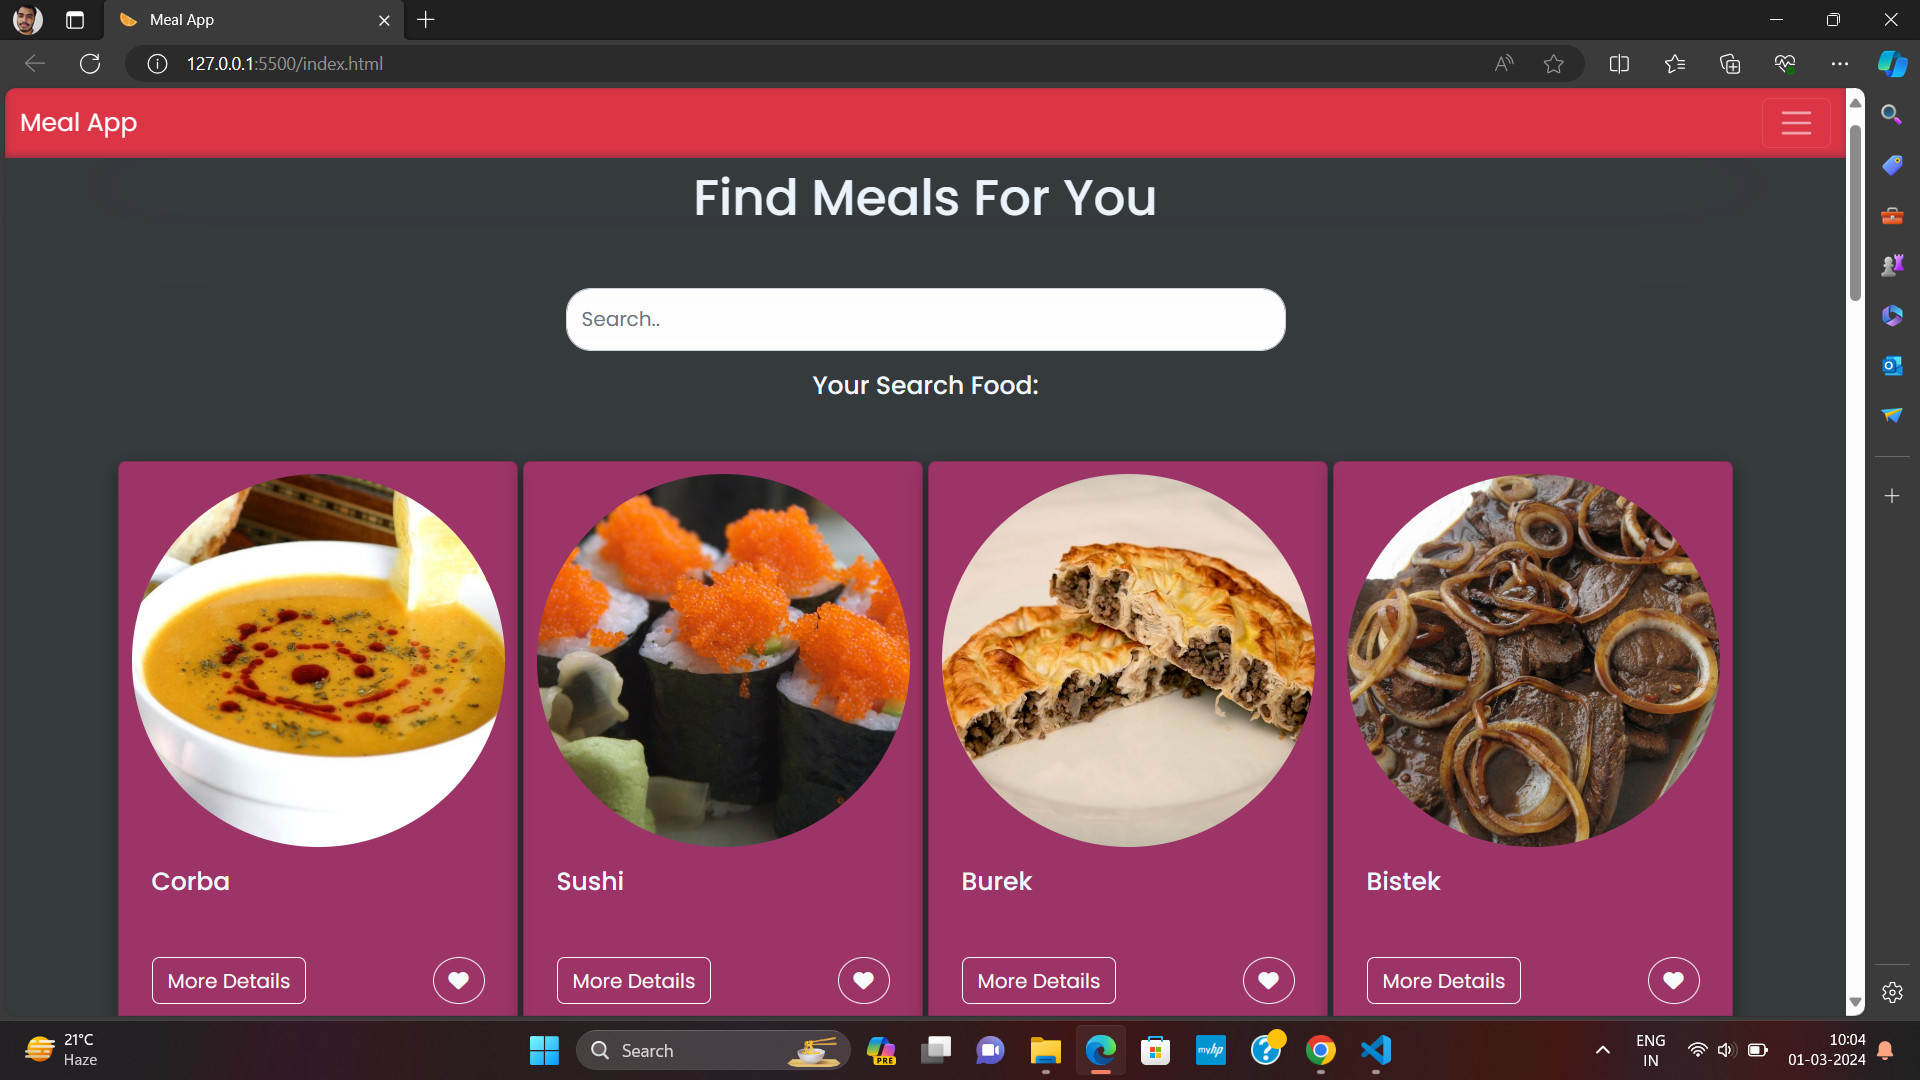 Meal App
127.0.0.1:5500/index.html
Meal App
Find Meals For You
Search..
Your Search Food:
Corba
Sushi
Burek
Bistek
More Details
More Details
More Details
More Details
21°C
Haze
Search
PRE
myhp
ENG
IN
10:04
01-03-2024